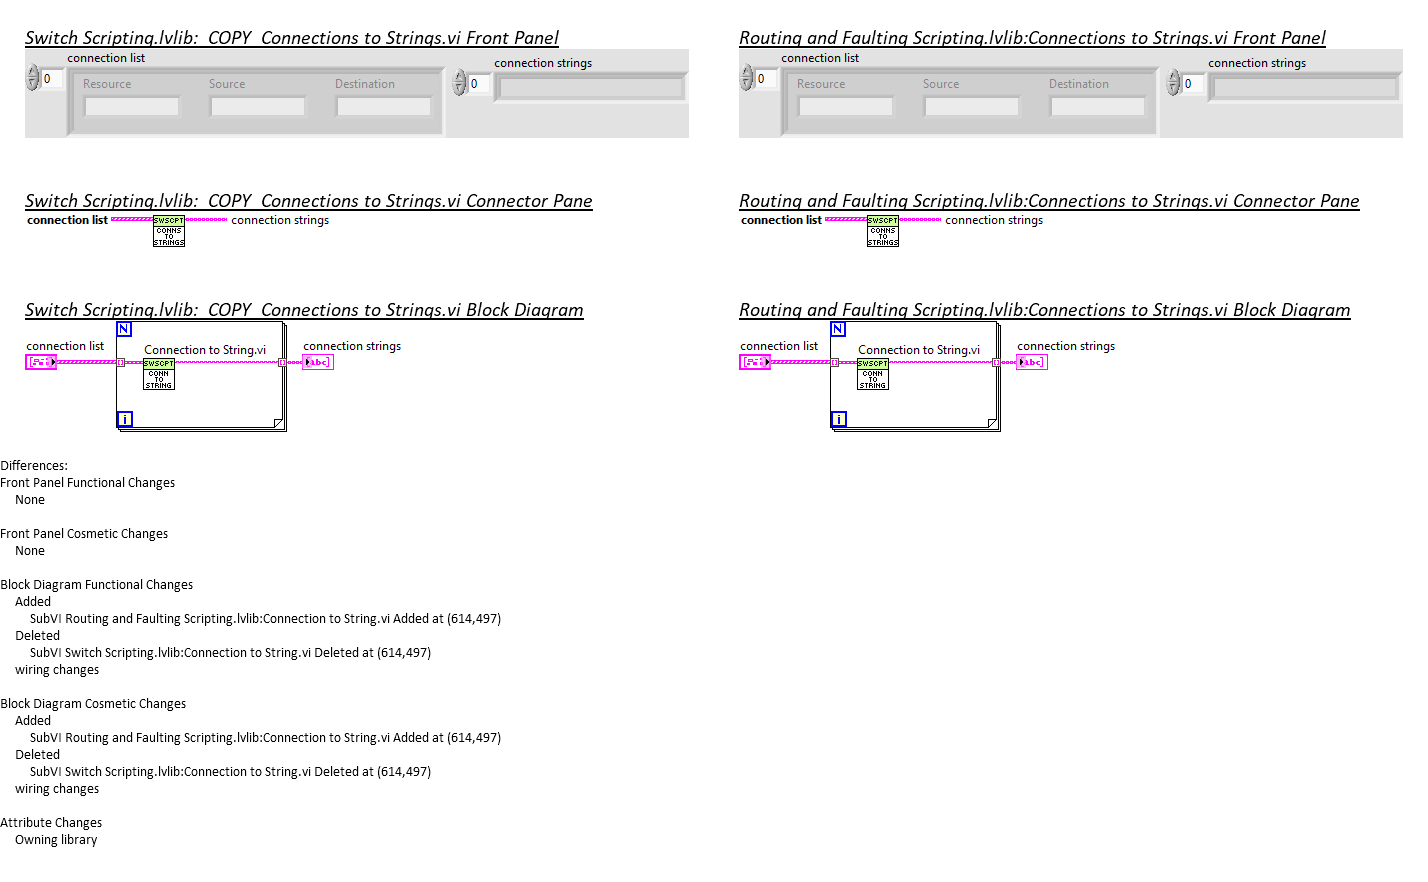 Switch Scripting.lvlib:_COPY_Connections to Strings.vi Front Panel
connection list
0
Resource
Source
Destination
connection strings
0
Routing and Faulting Scripting.lvlib:Connections to Strings.vi Front Panel
connection list
0
Resource
Source
Destination
connection strings
0
Switch Scripting.lvlib:_COPY_Connections to Strings.vi Connector Pane
connection list
SWSCPT
CONNS
TO
STRINGS
connection strings
Routing and Faulting Scripting.lvlib:Connections to Strings.vi Connector Pane
connection list
SWSCPT
CONNS
TO
STRINGS
connection strings
Switch Scripting.lvlib:_COPY_Connections to Strings.vi Block Diagram
N
connection list
Connection to String.vi
SWSCPT
CONN
TO
STRING
connection strings
abc
i
Routing and Faulting Scripting.lvlib:Connections to Strings.vi Block Diagram
N
connection list
Connection to String.vi
SWSCPT
CONN
TO
STRING
connection strings
abc
i
Differences:
Front Panel Functional Changes
None
Front Panel Cosmetic Changes
None
Block Diagram Functional Changes
Added
SubVI Routing and Faulting Scripting.lvlib:Connection to String.vi Added at (614,497)
Deleted
SubVI Switch Scripting.lvlib:Connection to String.vi Deleted at (614,497)
wiring changes
Block Diagram Cosmetic Changes
Added
SubVI Routing and Faulting Scripting.lvlib:Connection to String.vi Added at (614,497)
Deleted
SubVI Switch Scripting.lvlib:Connection to String.vi Deleted at (614,497)
wiring changes
Attribute Changes
Owning library